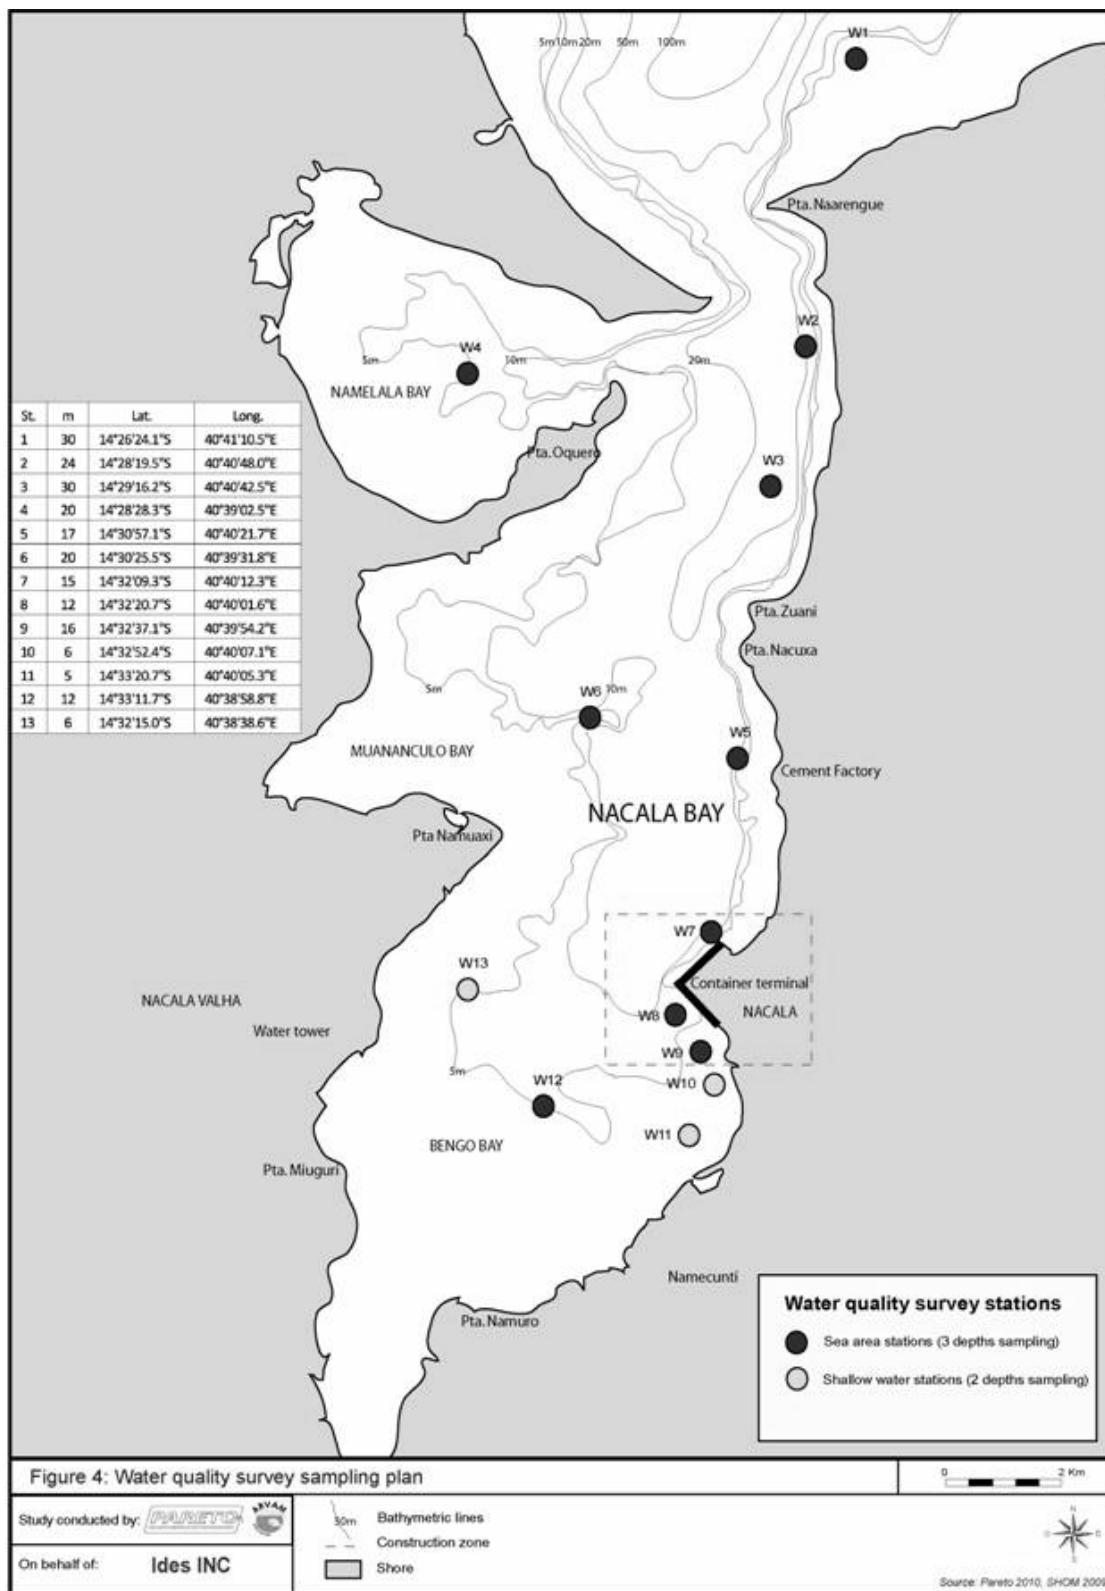 5m 10m 20m 50m 100m
W1
Pta. Naarengue
W2
W4
5m
10m
20m
NAMELALA BAY
Pta. Oquero
W3
St. m Lat. Long.
1 30 14°26'24.1"S 40°41'10.5"E
2 24 14°28'19.5"S 40°40'48.0"E
3 30 14°29'16.2"S 40°40'42.5"E
4 20 14°28'28.3"S 40°39'02.5"E
5 17 14°30'57.1"S 40°40'21.7"E
6 20 14°30'25.5"S 40°39'31.8"E
7 15 14°32'09.3"S 40°40'12.3"E
8 12 14°32'20.7"S 40°40'01.6"E
9 16 14°32'37.1"S 40°39'54.2"E
10 6 14°32'52.4"S 40°40'07.1"E
11 5 14°33'20.7"S 40°40'05.3"E
12 12 14°33'11.7"S 40°38'58.8"E
13 6 14°32'15.0"S 40°38'38.6"E
Pta. Zuani
Pta. Nacuxa
5m
W6
10m
W5
MUANANCULO BAY
Cement Factory
NACALA BAY
Pta Namuaxi
W7
W13
Container terminal
NACALA VALHA
W8
NACALA
Water tower
W9
5m
W12
W10
W11
BENGO BAY
Pta. Miuguri
Namecunti
Pta. Namuro
Water quality survey stations
Sea area stations (3 depths sampling)
Shallow water stations (2 depths sampling)
Figure 4: Water quality survey sampling plan
0 2 Km
Study conducted by: PARETO ARVAM
On behalf of: Ides INC
50m Bathymetric lines
Construction zone
Shore
N
S
Source: Pareto 2010, SHOM 2009